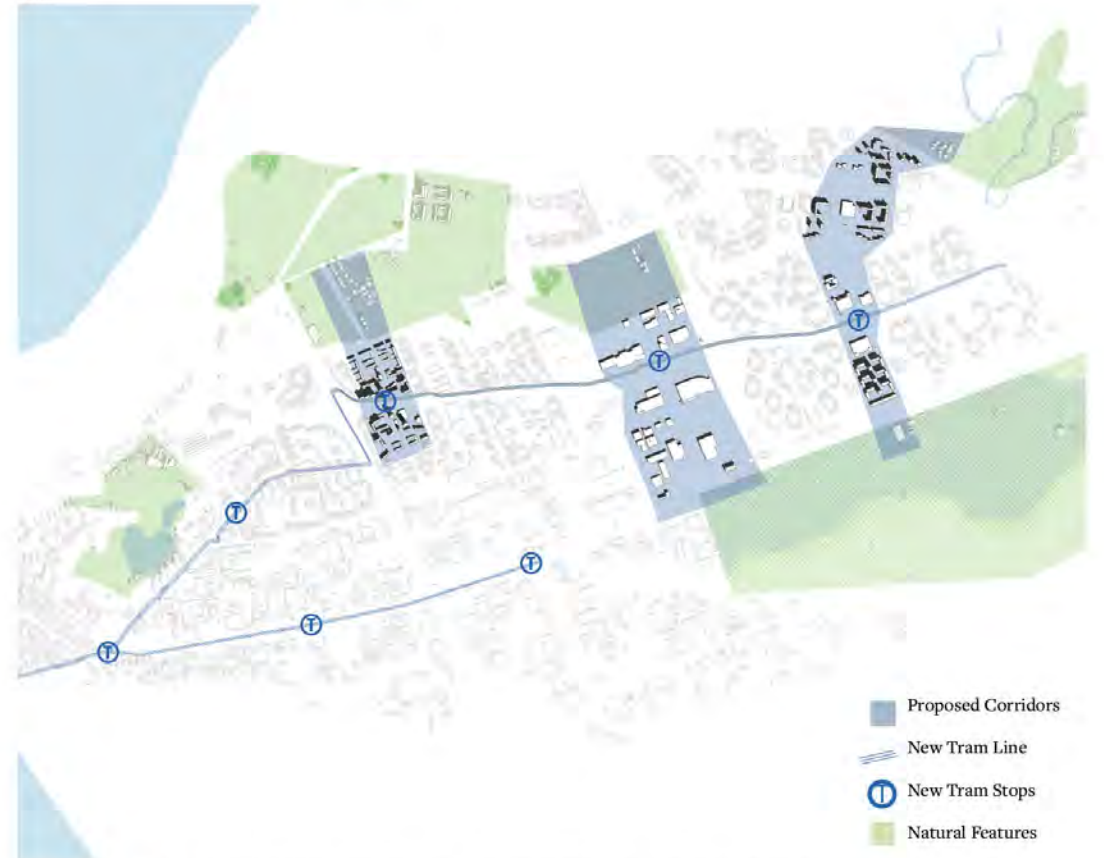 T
T
T
T
T
T
T
Proposed Corridors
New Tram Line
T New Tram Stops
Natural Features